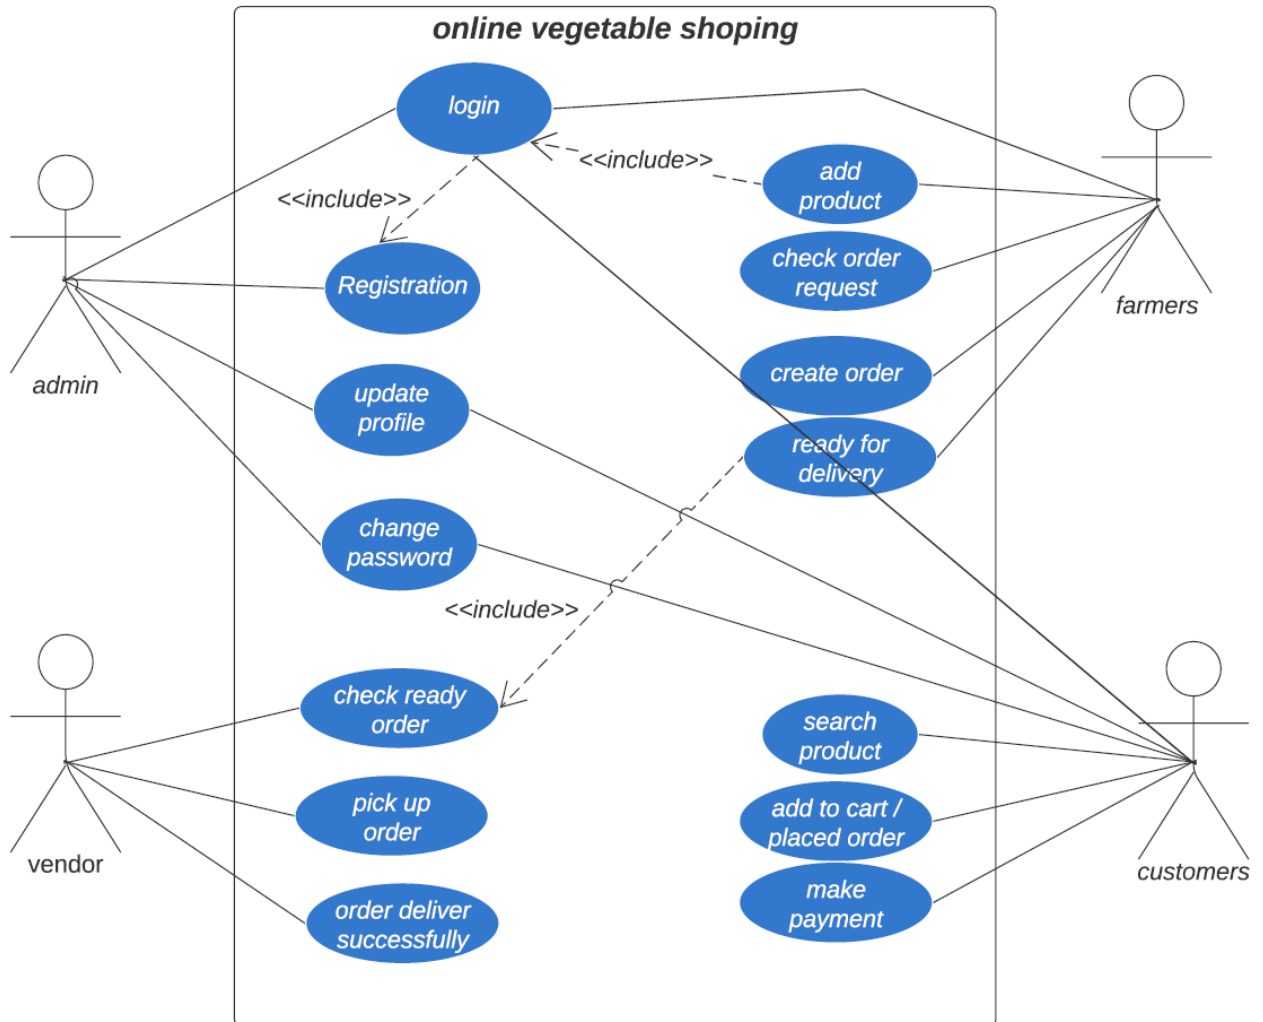 online vegetable shoping
login
<<include>>
add
product
<<include>>
check order
request
Registration
farmers
admin
update
profile
create order
ready for
delivery
change
password
<<include>>
check ready
order
search
product
pick up
order
add to cart /
placed order
vendor
customers
order deliver
successfully
make
payment